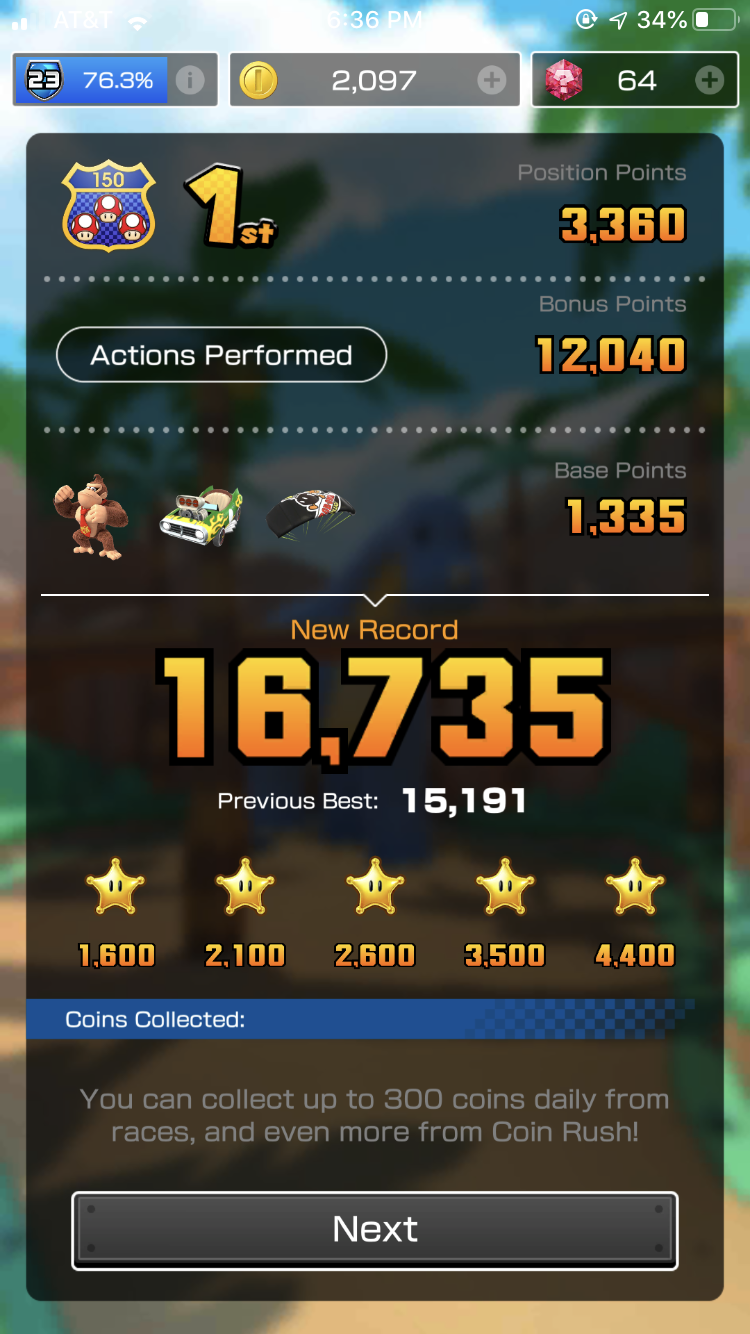 AT&T 6:36 PM 34%
23 76.3% i 2,097 + ? 64 +
150 1st Position Points
3,360
Bonus Points
Actions Performed 12,040
Base Points
1,335
New Record
16,735
Previous Best: 15,191
1,600 2,100 2,600 3,500 4,400
Coins Collected:
You can collect up to 300 coins daily from
races, and even more from Coin Rush!
Next